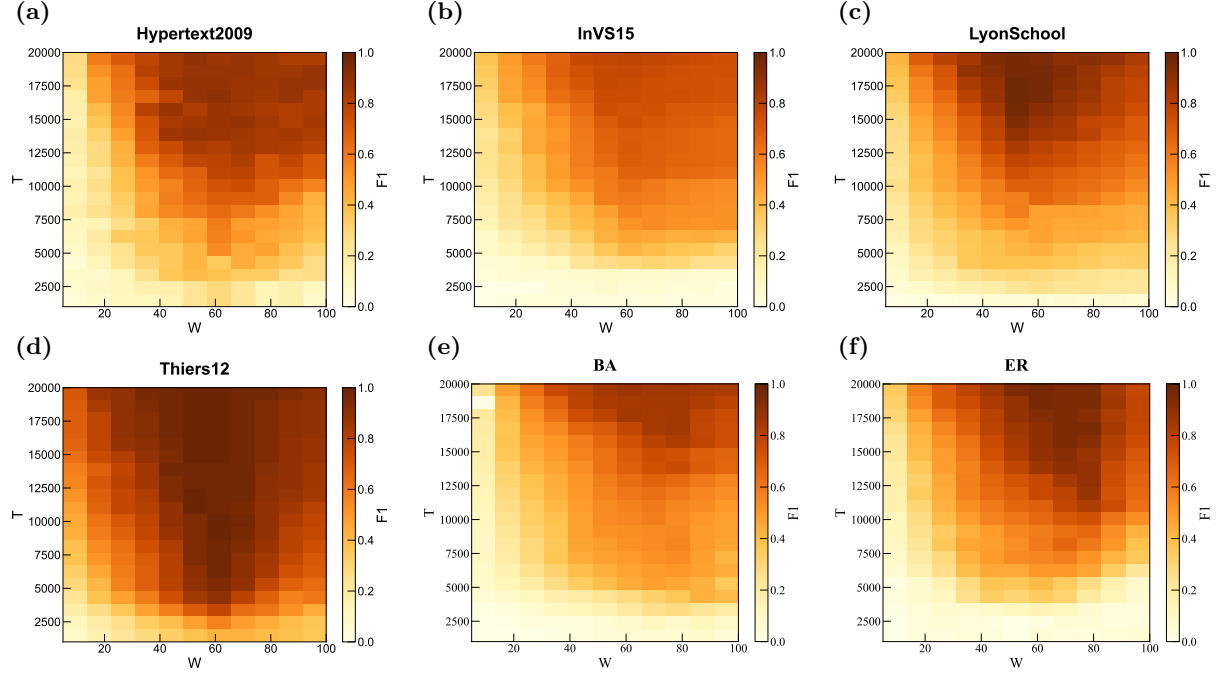 (a)
Hypertext2009
20000
17500
15000
12500
10000
7500
5000
2500
T
20 40 60 80 100
W
1.0
0.8
0.6
0.4
0.2
0.0
F1
(b)
InVS15
20000
17500
15000
12500
10000
7500
5000
2500
T
20 40 60 80 100
W
1.0
0.8
0.6
0.4
0.2
0.0
F1
(c)
LyonSchool
20000
17500
15000
12500
10000
7500
5000
2500
T
20 40 60 80 100
W
1.0
0.8
0.6
0.4
0.2
0.0
F1
(d)
Thiers12
20000
17500
15000
12500
10000
7500
5000
2500
T
20 40 60 80 100
W
1.0
0.8
0.6
0.4
0.2
0.0
F1
(e)
BA
20000
17500
15000
12500
10000
7500
5000
2500
T
20 40 60 80 100
W
1.0
0.8
0.6
0.4
0.2
0.0
F1
(f)
ER
20000
17500
15000
12500
10000
7500
5000
2500
T
20 40 60 80 100
W
1.0
0.8
0.6
0.4
0.2
0.0
F1